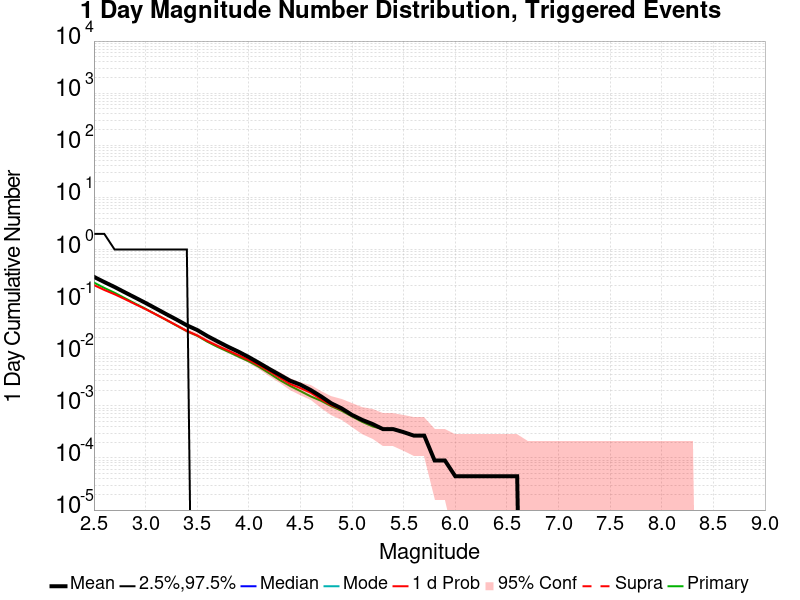 1 Day Magnitude Number Distribution, Triggered Events
1 Day Cumulative Number
10^4
10^3
10^2
10^1
10^0
10^-1
10^-2
10^-3
10^-4
10^-5
2.5 3.0 3.5 4.0 4.5 5.0 5.5 6.0 6.5 7.0 7.5 8.0 8.5 9.0
Magnitude
Mean 2.5%,97.5% Median Mode 1 d Prob 95% Conf Supra Primary